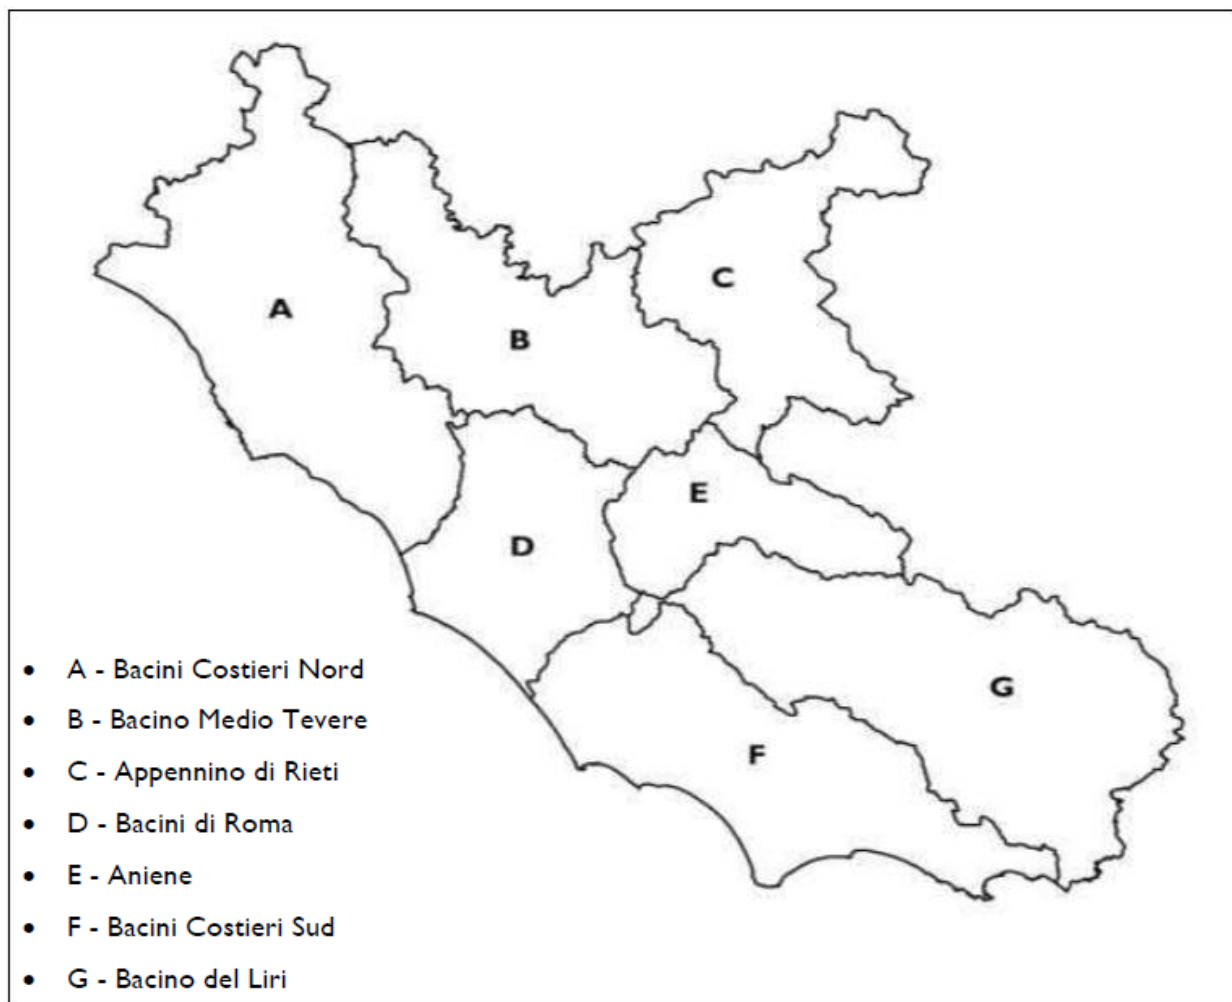 A
B
C
D
E
F
G
• A - Bacini Costieri Nord
• B - Bacino Medio Tevere
• C - Appennino di Rieti
• D - Bacini di Roma
• E - Aniene
• F - Bacini Costieri Sud
• G - Bacino del Liri